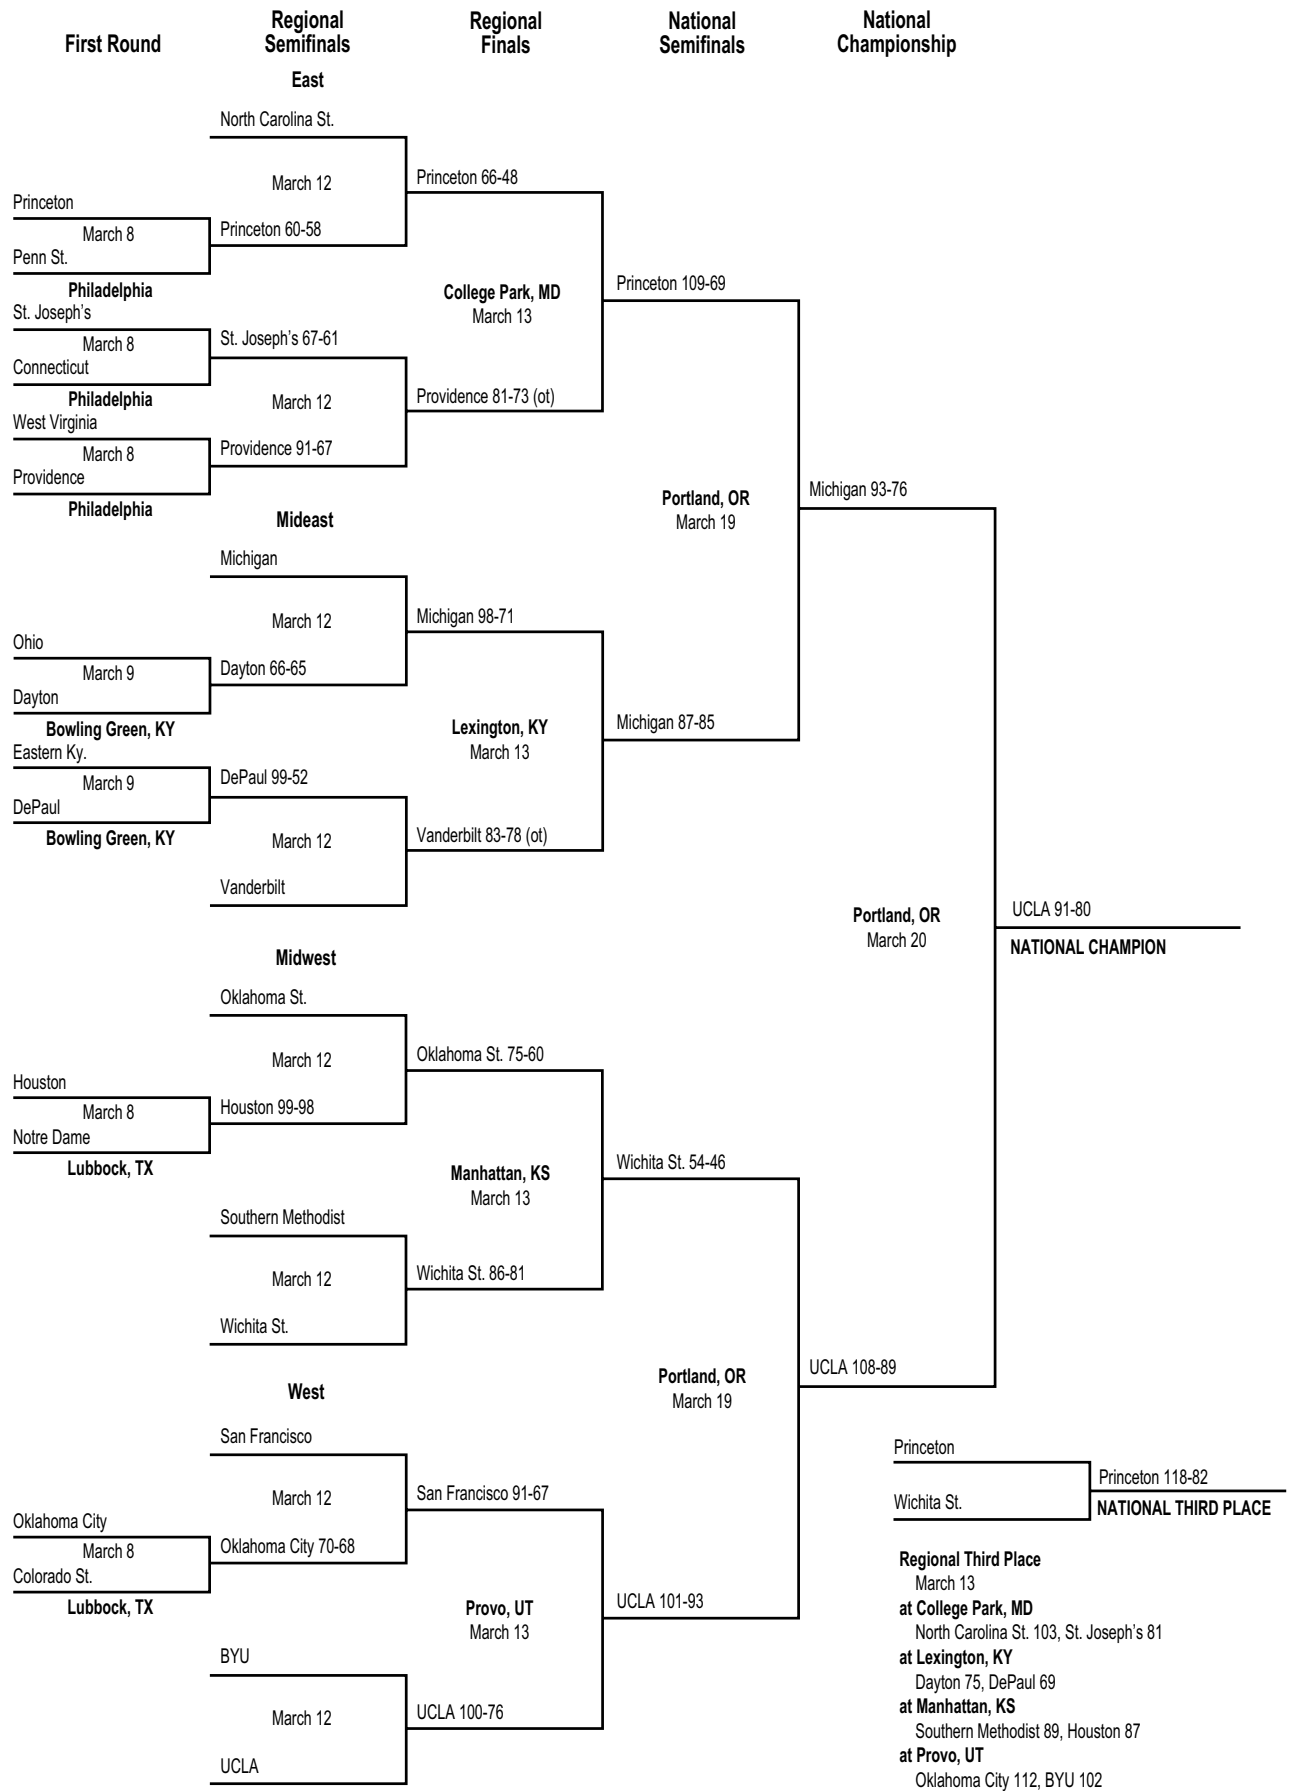 First Round
Regional
Semifinals
Regional
Finals
National
Semifinals
National
Championship
East
North Carolina St.
March 12
Princeton 66-48
Princeton
March 8
Princeton 60-58
Penn St.
Philadelphia
College Park, MD
March 13
Princeton 109-69
St. Joseph's
March 8
St. Joseph's 67-61
Connecticut
Philadelphia
March 12
Providence 81-73 (ot)
West Virginia
March 8
Providence 91-67
Providence
Philadelphia
Portland, OR
March 19
Michigan 93-76
Mideast
Michigan
March 12
Michigan 98-71
Ohio
March 9
Dayton 66-65
Dayton
Bowling Green, KY
Lexington, KY
March 13
Michigan 87-85
Eastern Ky.
March 9
DePaul 99-52
DePaul
Bowling Green, KY
March 12
Vanderbilt 83-78 (ot)
Vanderbilt
Portland, OR
March 20
UCLA 91-80
NATIONAL CHAMPION
Midwest
Oklahoma St.
March 12
Oklahoma St. 75-60
Houston
March 8
Houston 99-98
Notre Dame
Lubbock, TX
Manhattan, KS
March 13
Wichita St. 54-46
Southern Methodist
March 12
Wichita St. 86-81
Wichita St.
Portland, OR
March 19
UCLA 108-89
West
San Francisco
March 12
San Francisco 91-67
Oklahoma City
March 8
Oklahoma City 70-68
Colorado St.
Lubbock, TX
Provo, UT
March 13
UCLA 101-93
BYU
March 12
UCLA 100-76
UCLA
Princeton
Princeton 118-82
Wichita St.
NATIONAL THIRD PLACE
Regional Third Place
March 13
at College Park, MD
North Carolina St. 103, St. Joseph's 81
at Lexington, KY
Dayton 75, DePaul 69
at Manhattan, KS
Southern Methodist 89, Houston 87
at Provo, UT
Oklahoma City 112, BYU 102